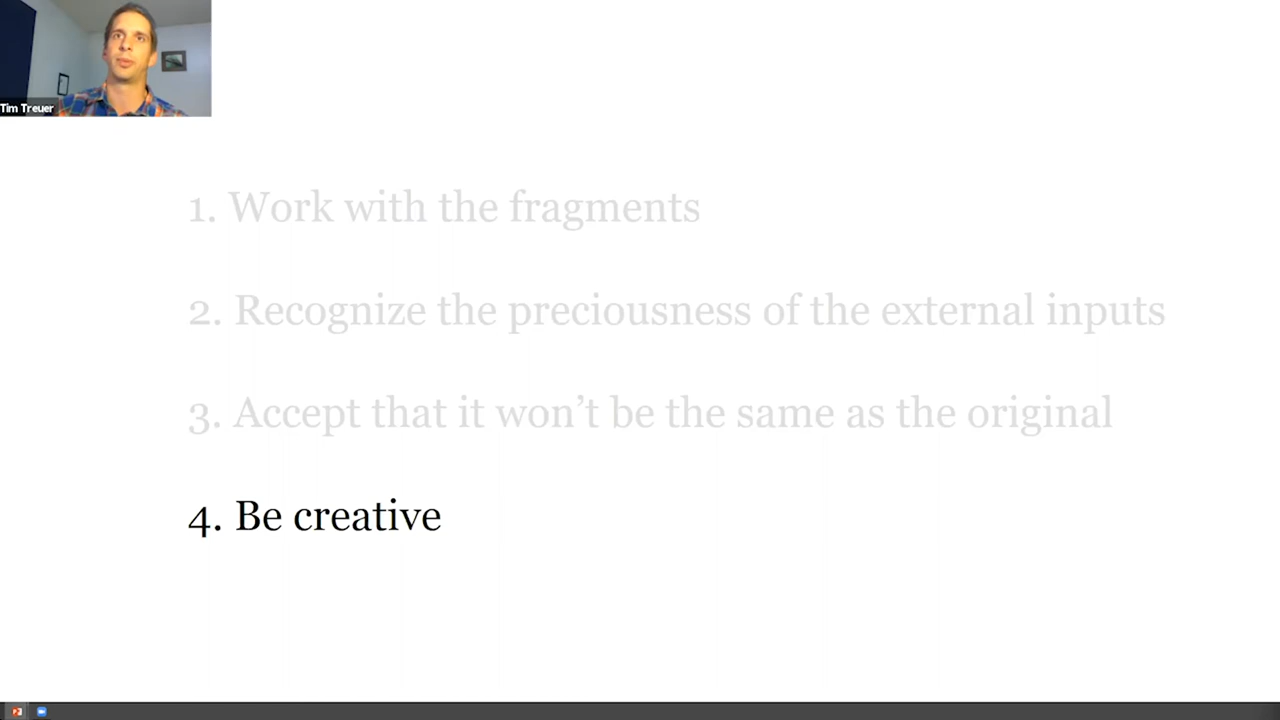 Tim Treuer
1. Work with the fragments
2. Recognize the preciousness of the external inputs
3. Accept that it won’t be the same as the original
4. Be creative